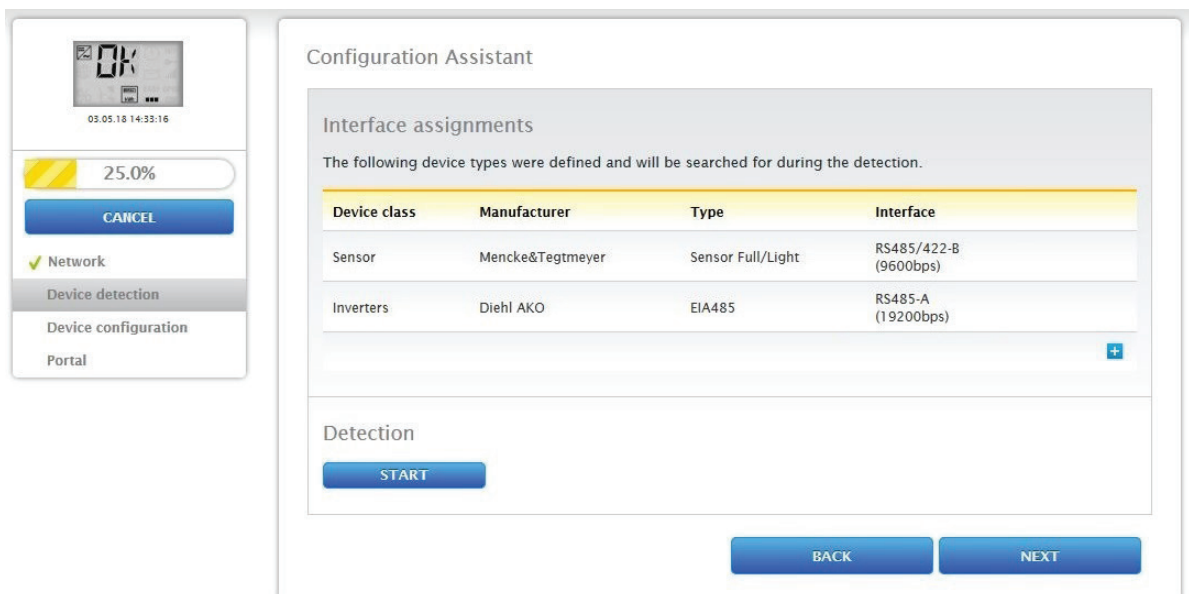 OK
03.05.18 14:33:16
25.0%
CANCEL
Network
Device detection
Device configuration
Portal
Configuration Assistant
Interface assignments
The following device types were defined and will be searched for during the detection.
Device class Manufacturer Type Interface
Sensor Mencke&Tegtmeyer Sensor Full/Light RS485/422-B
(9600bps)
Inverters Diehl AKO EIA485 RS485-A
(19200bps)
+
Detection
START
BACK NEXT